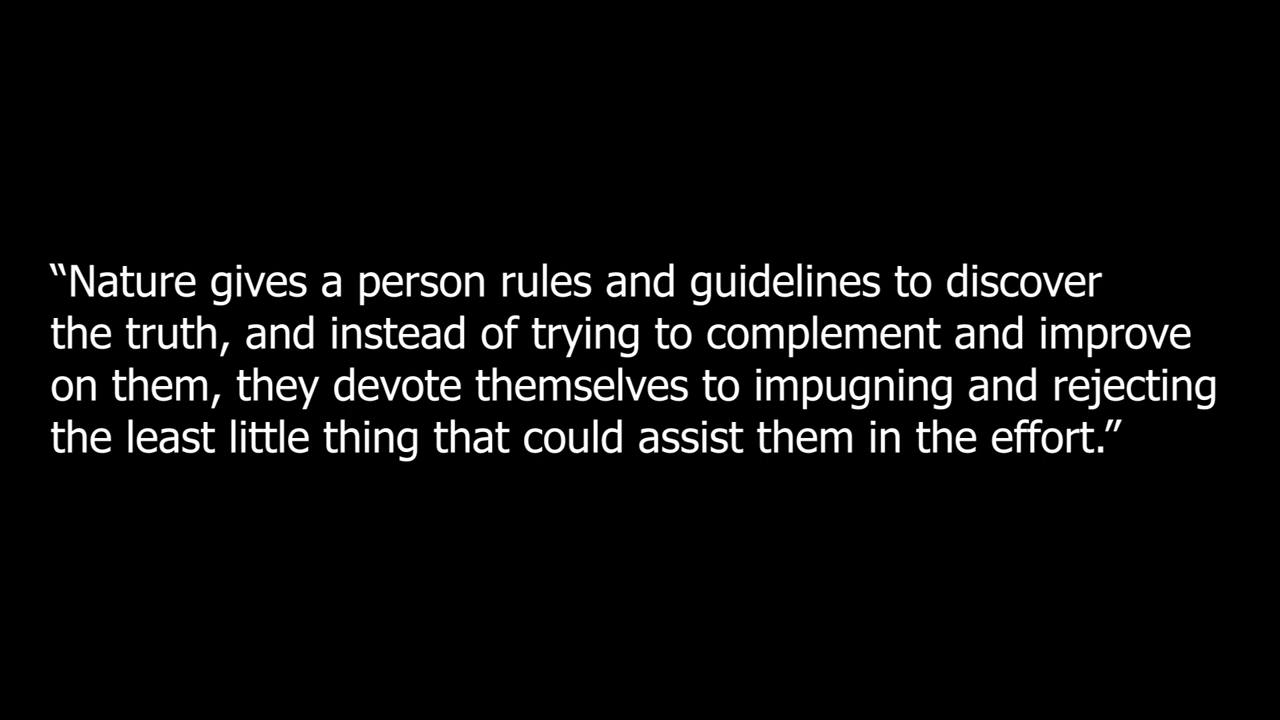 “Nature gives a person rules and guidelines to discover
the truth, and instead of trying to complement and improve
on them, they devote themselves to impugning and rejecting
the least little thing that could assist them in the effort.”